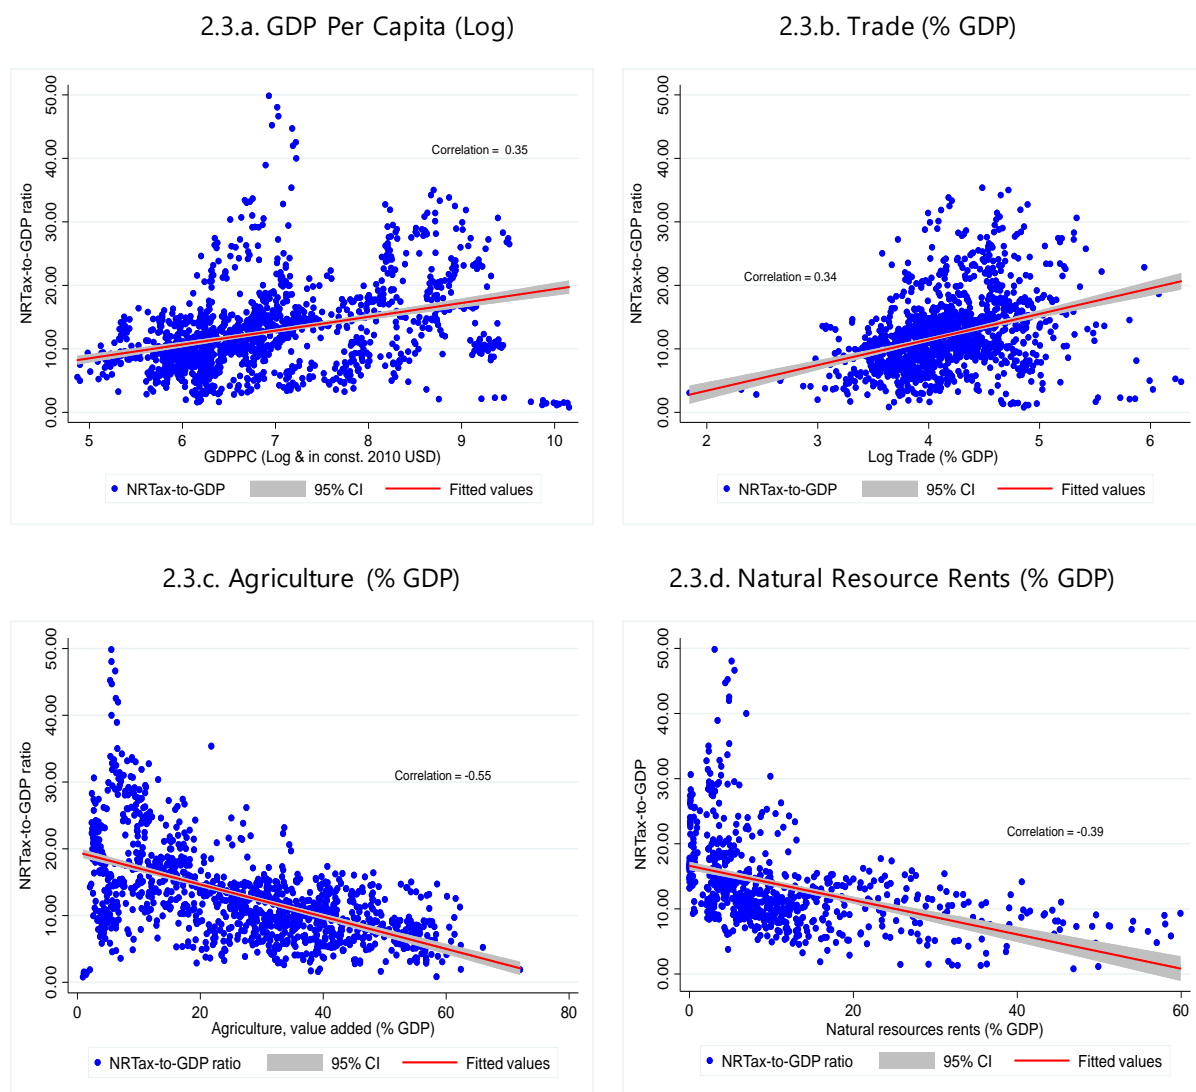 2.3.a. GDP Per Capita (Log)
2.3.b. Trade (% GDP)
NRTax-to-GDP ratio
50.00
40.00
30.00
20.00
10.00
0.00
Correlation = 0.35
5 6 7 8 9 10
GDPPC (Log & in const. 2010 USD)
NRTax-to-GDP 95% CI Fitted values
NRTax-to-GDP ratio
50.00
40.00
30.00
20.00
10.00
0.00
Correlation = 0.34
2 3 4 5 6
Log Trade (% GDP)
NRTax-to-GDP 95% CI Fitted values
2.3.c. Agriculture (% GDP)
2.3.d. Natural Resource Rents (% GDP)
NRTax-to-GDP ratio
50.00
40.00
30.00
20.00
10.00
0.00
Correlation = -0.55
0 20 40 60 80
Agriculture, value added (% GDP)
NRTax-to-GDP ratio 95% CI Fitted values
NRTax-to-GDP
50.00
40.00
30.00
20.00
10.00
0.00
Correlation = -0.39
0 20 40 60
Natural resources rents (% GDP)
NRTax-to-GDP ratio 95% CI Fitted values